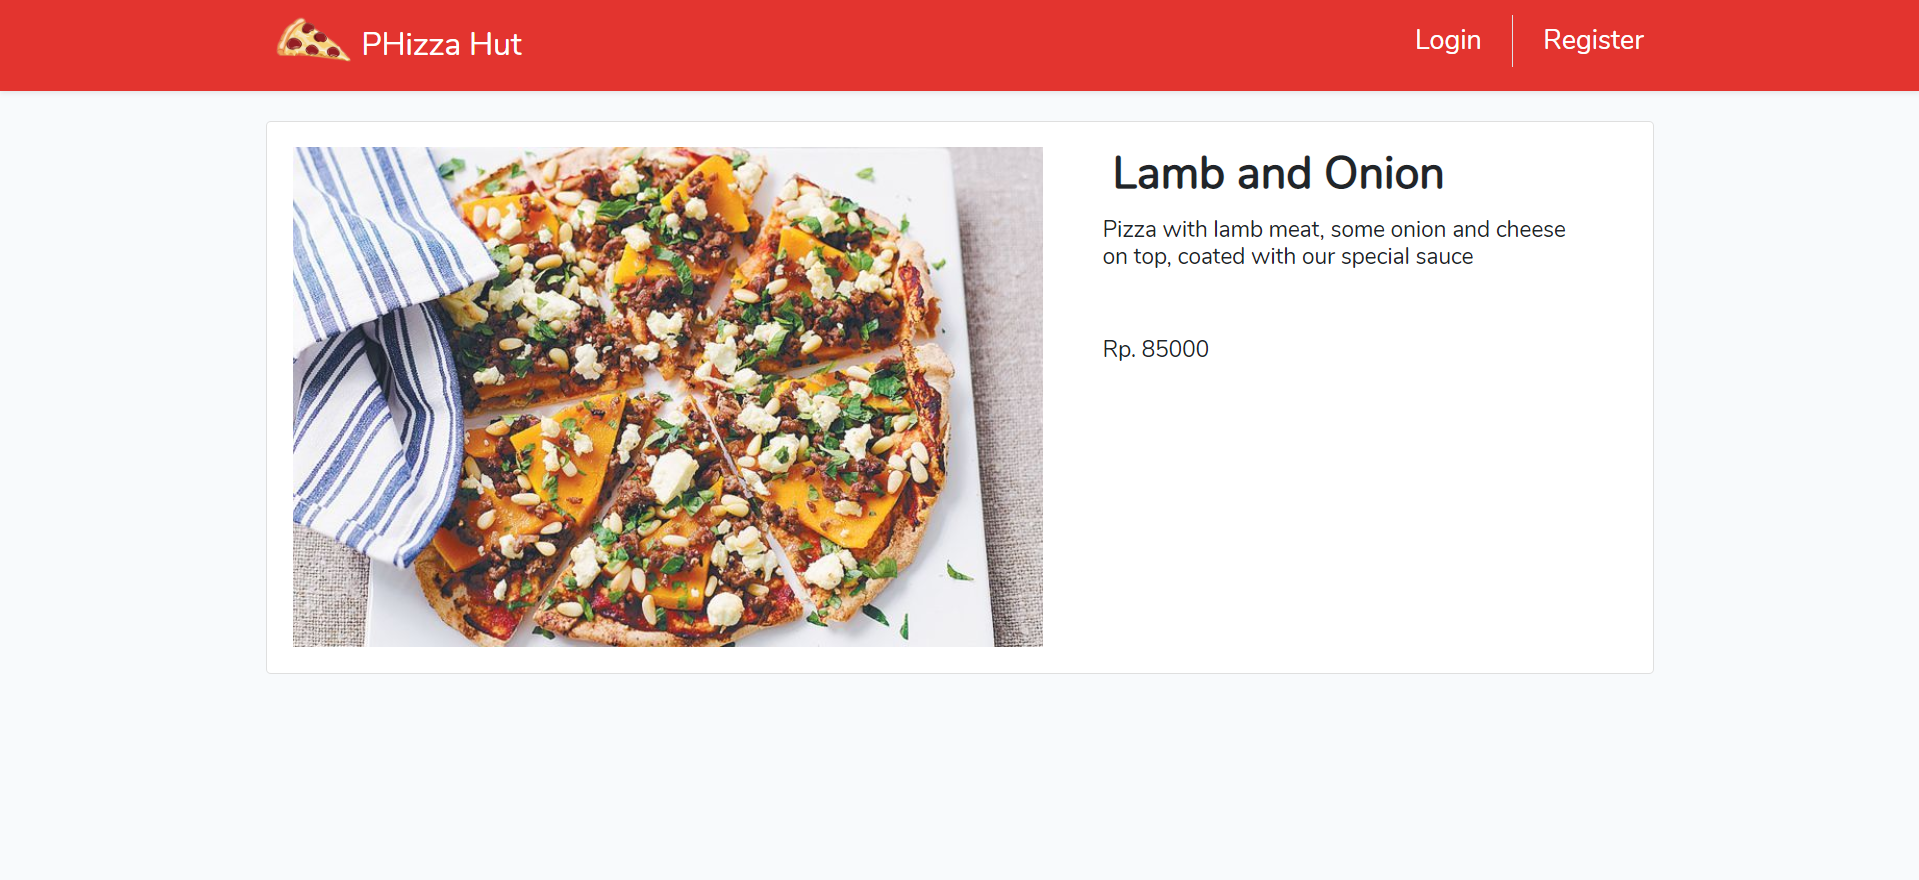 PHizza Hut
Login
Register
Lamb and Onion
Pizza with lamb meat, some onion and cheese
on top, coated with our special sauce
Rp. 85000